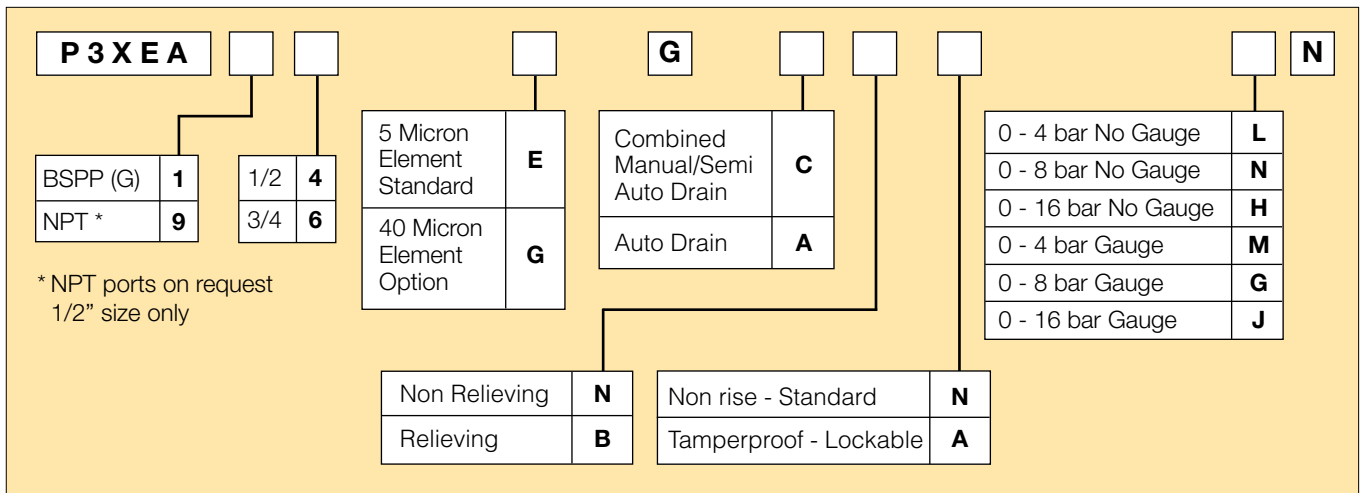 P3XEA G N
BSPP (G) 1
NPT * 9
1/2 4
3/4 6
* NPT ports on request
1/2” size only
5 Micron
Element
Standard
E
40 Micron
Element
Option
G
Combined
Manual/Semi
Auto Drain
C
Auto Drain A
0 - 4 bar No Gauge L
0 - 8 bar No Gauge N
0 - 16 bar No Gauge H
0 - 4 bar Gauge M
0 - 8 bar Gauge G
0 - 16 bar Gauge J
Non Relieving N
Relieving B
Non rise - Standard N
Tamperproof - Lockable A